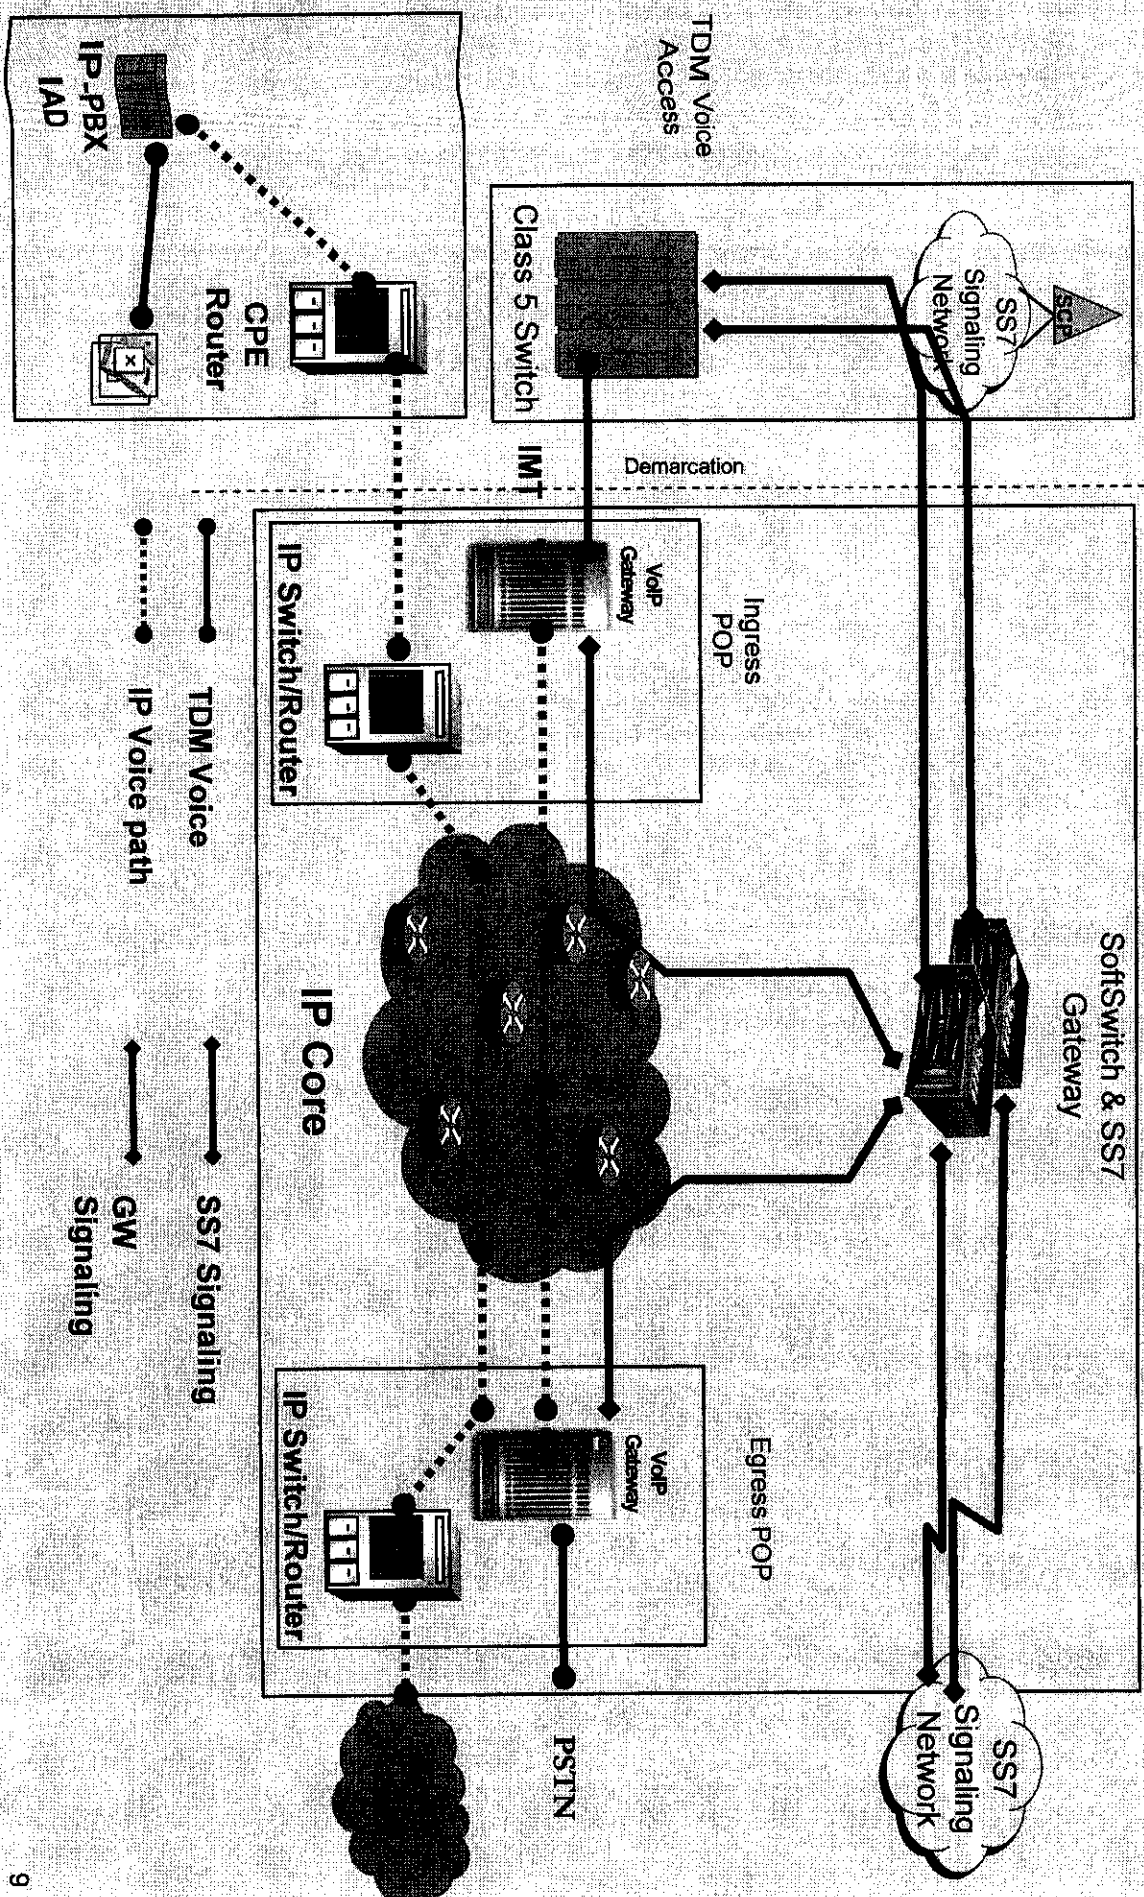 TDM Voice
Access
SCP
SS7
Signaling
Network
Class 5 Switch
IP-PBX
IAD
CPE
Router
IMT
Demarcation
SoftSwitch & SS7
Gateway
Ingress
POP
VoIP
Gateway
IP Switch/Router
IP Core
Egress POP
VoIP
Gateway
IP Switch/Router
SS7
Signaling
Network
PSTN
TDM Voice
IP Voice path
SS7 Signaling
GW
Signaling
9